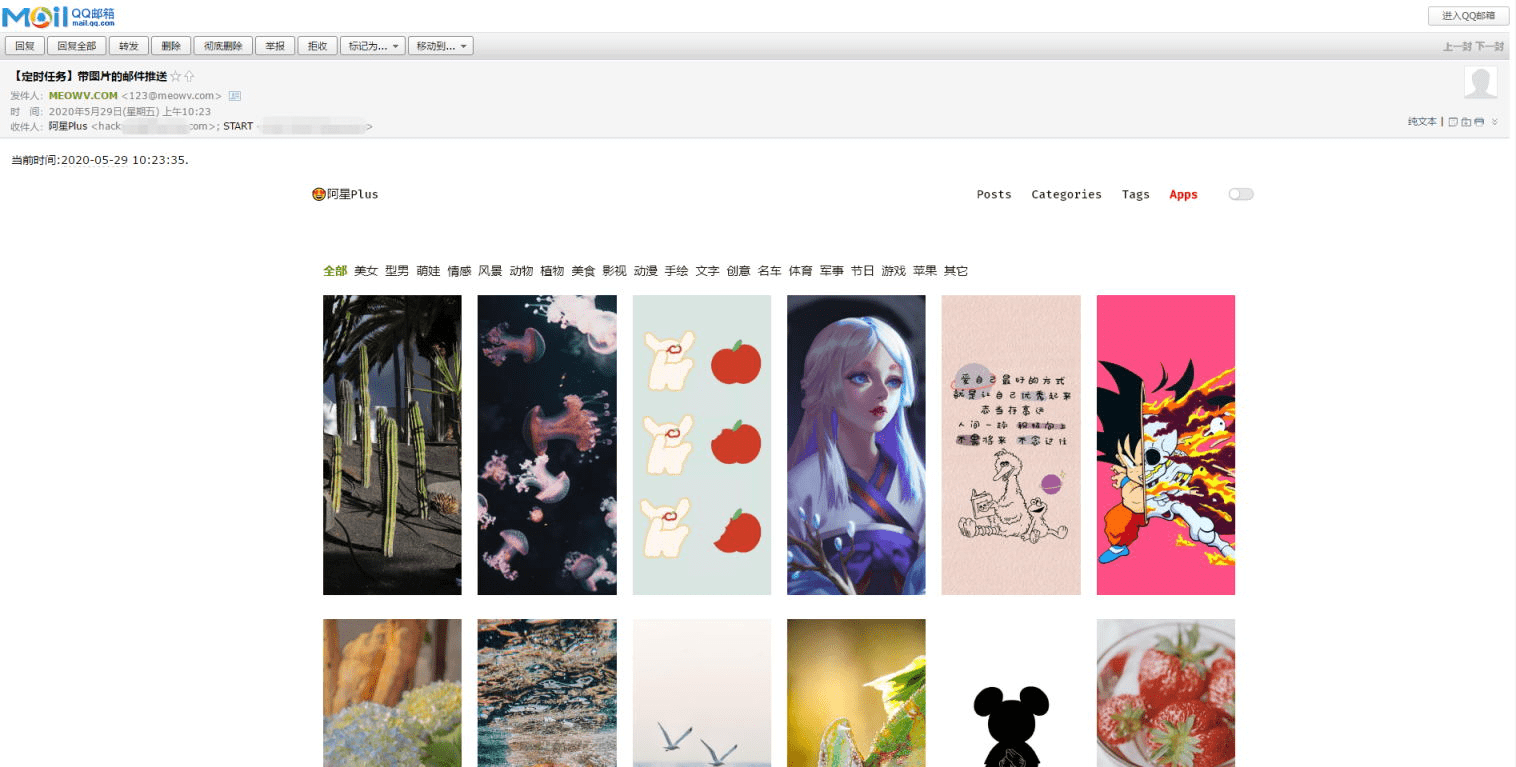 Mail QQ邮箱
mail.qq.com
进入QQ邮箱
回复 回复全部 转发 删除 彻底删除 举报 拒收 标记为... 移动到...
上一封 下一封
【定时任务】带图片的邮件推送
发件人: MEOWV.COM <123@meowv.com>
时 间: 2020年5月29日(星期五) 上午10:23
收件人: 阿星Plus <hack com>; START >
纯文本 |
当前时间:2020-05-29 10:23:35.
阿星Plus
Posts Categories Tags Apps
全部 美女 型男 萌娃 情感 风景 动物 植物 美食 影视 动漫 手绘 文字 创意 名车 体育 军事 节日 游戏 苹果 其它
爱自己最好的方式
就是让自己优秀起来
志当存高远
人间一趟 积极向上
不畏将来 不念过往